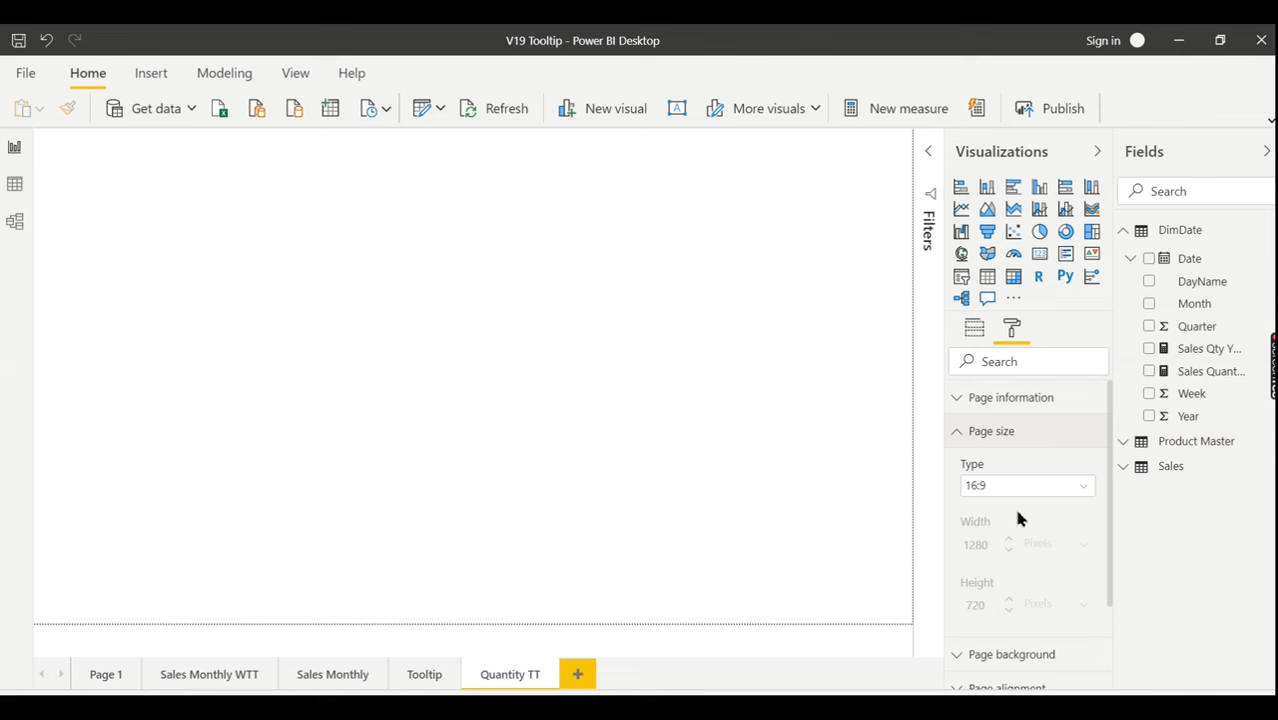 V19 Tooltip - Power BI Desktop
Sign in
File Home Insert Modeling View Help
Get data Refresh New visual More visuals New measure Publish
Filters
Visualizations
Search
Page information
Page size
Type
16:9
Width
1280 Pixels
Height
720 Pixels
Page background
Page alignment
Fields
Search
DimDate
Date
DayName
Month
Quarter
Sales Qty Y...
Sales Quant...
Week
Year
Product Master
Sales
Page 1 Sales Monthly WTT Sales Monthly Tooltip Quantity TT